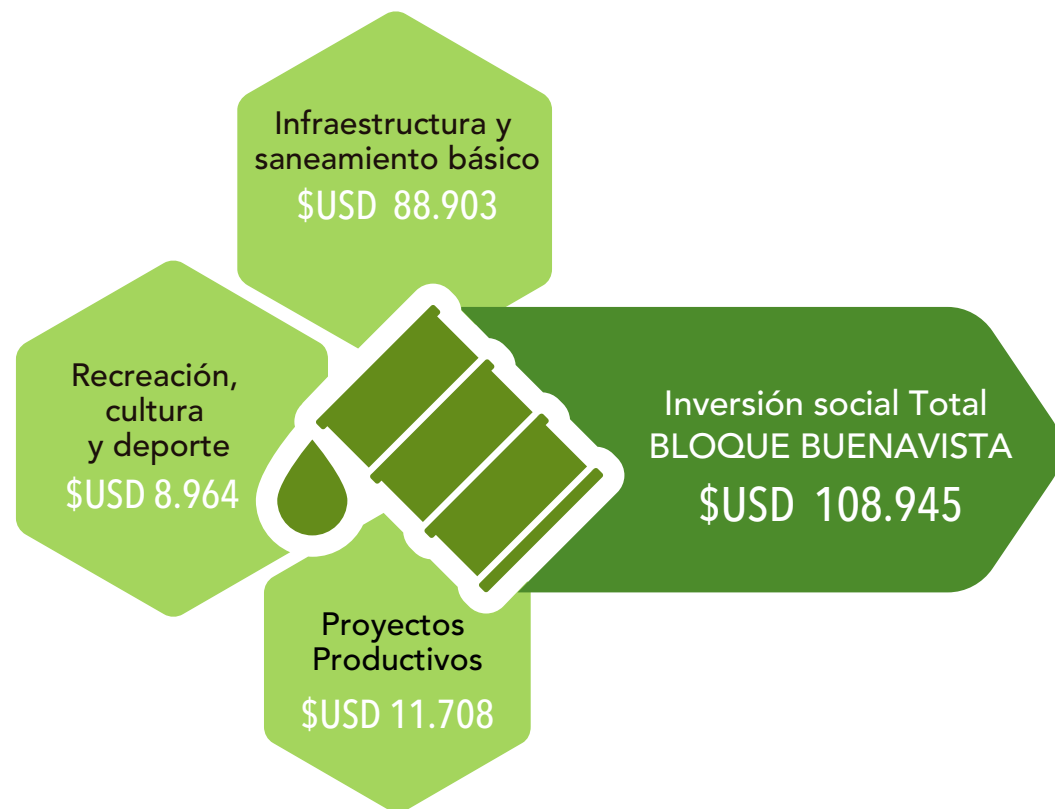 Infraestructura y
saneamiento básico
$USD 88.903
Recreación,
cultura
y deporte
$USD 8.964
Proyectos
Productivos
$USD 11.708
Inversión social Total
BLOQUE BUENAVISTA
$USD 108.945